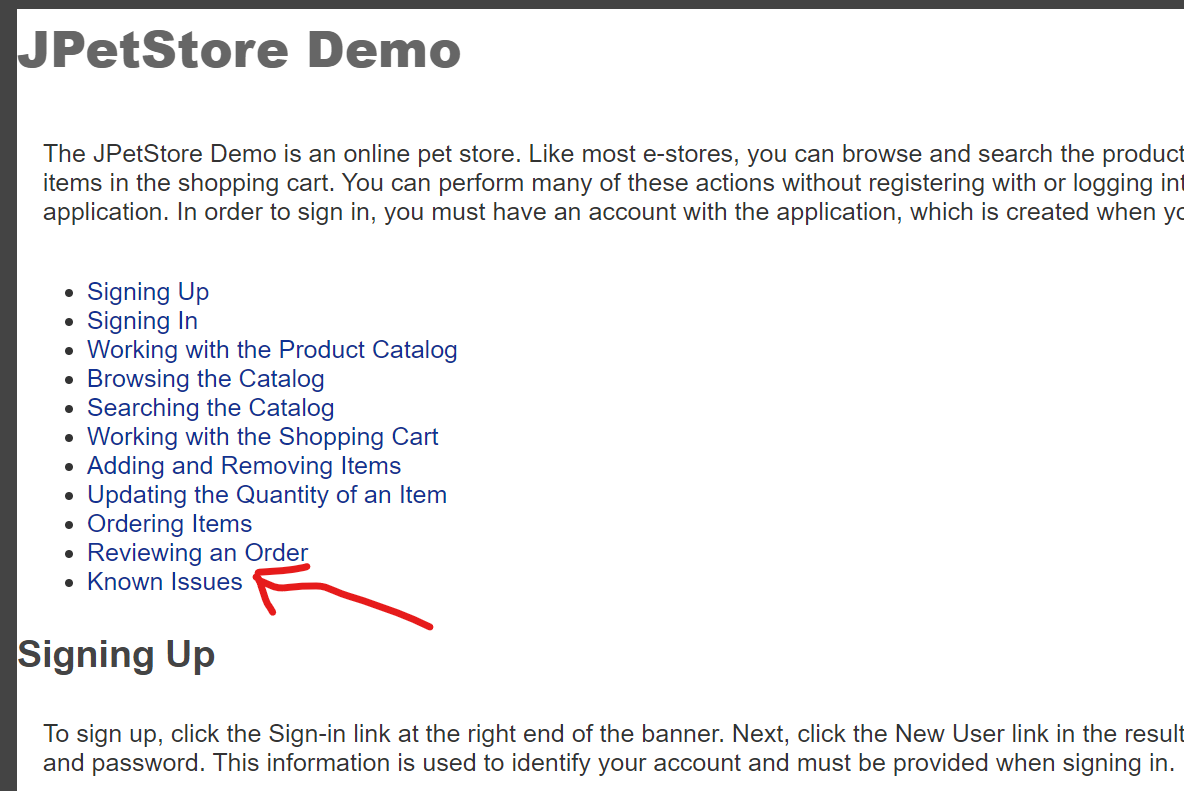 JPetStore Demo
The JPetStore Demo is an online pet store. Like most e-stores, you can browse and search the product
items in the shopping cart. You can perform many of these actions without registering with or logging int
application. In order to sign in, you must have an account with the application, which is created when yo
Signing Up
Signing In
Working with the Product Catalog
Browsing the Catalog
Searching the Catalog
Working with the Shopping Cart
Adding and Removing Items
Updating the Quantity of an Item
Ordering Items
Reviewing an Order
Known Issues
Signing Up
To sign up, click the Sign-in link at the right end of the banner. Next, click the New User link in the result
and password. This information is used to identify your account and must be provided when signing in.